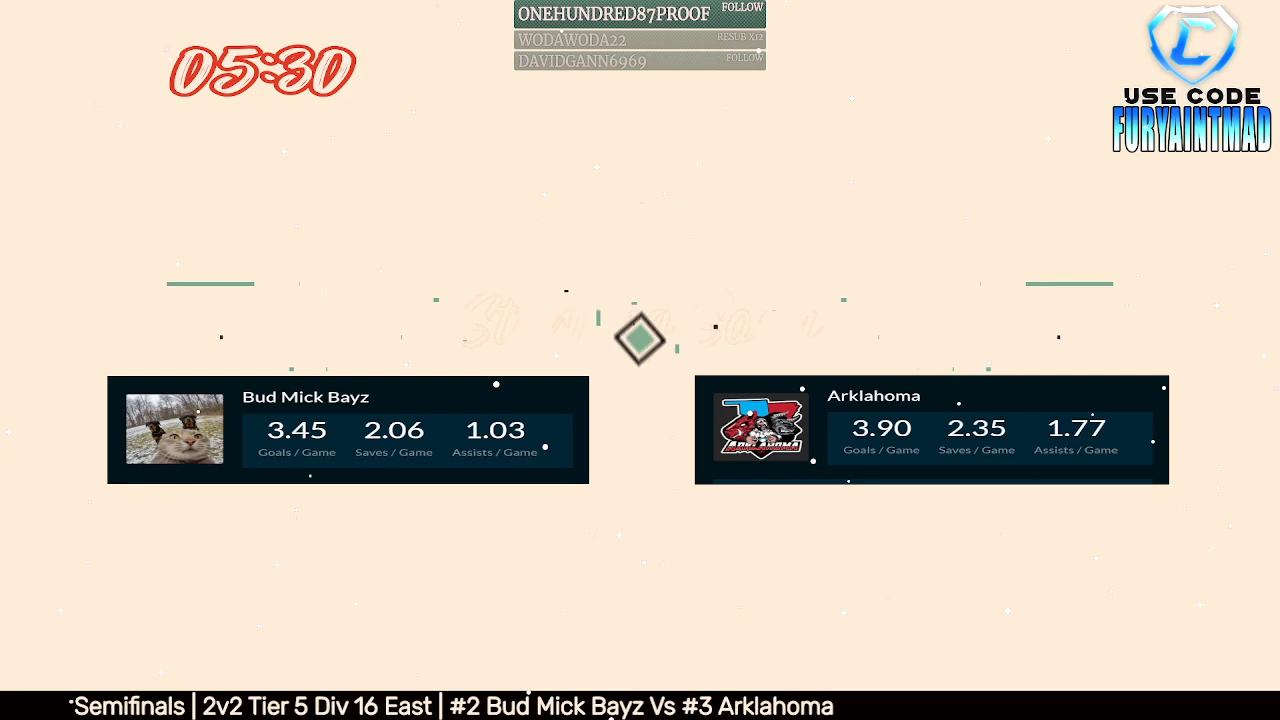 ONEHUNDRED87PROOF FOLLOW
WODAWODA22 RESUB X12
DAVIDGANN6969 FOLLOW
05:30
USE CODE
FURYAINTMAD
Bud Mick Bayz
3.45 2.06 1.03
Goals / Game Saves / Game Assists / Game
Arklahoma
ARKLAHOMA
3.90 2.35 1.77
Goals / Game Saves / Game Assists / Game
Semifinals | 2v2 Tier 5 Div 16 East | #2 Bud Mick Bayz Vs #3 Arklahoma